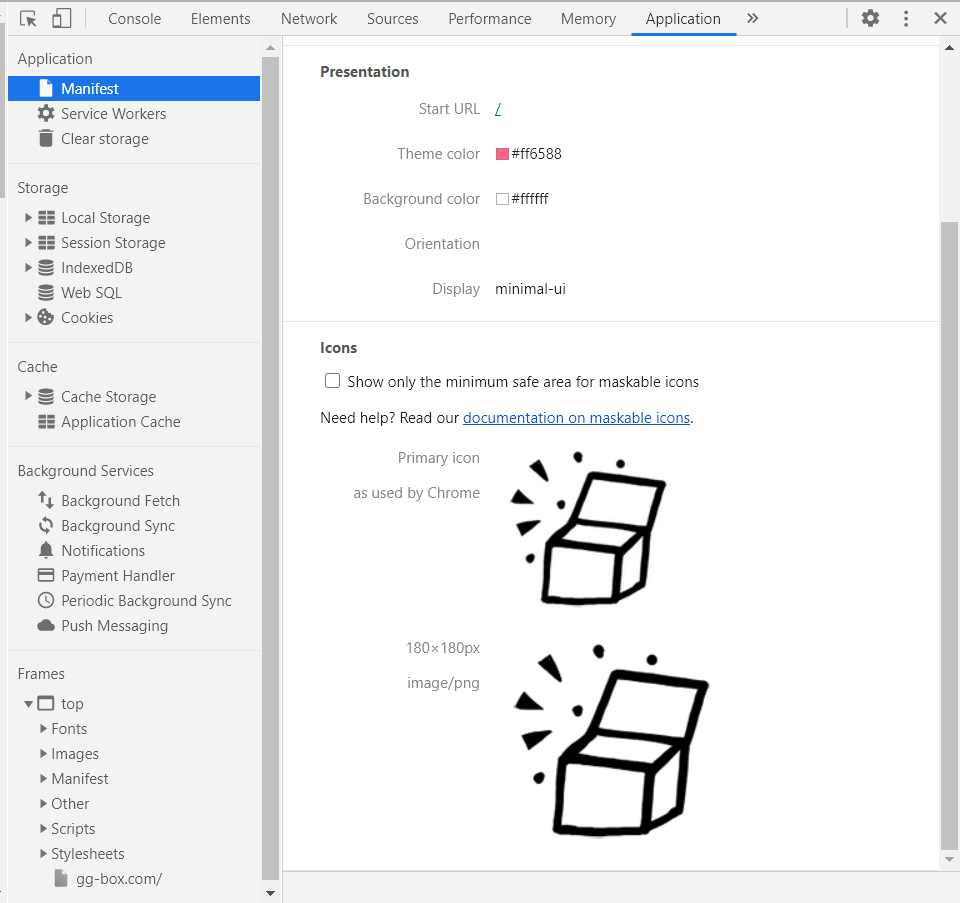 Console Elements Network Sources Performance Memory Application
Application
Manifest
Service Workers
Clear storage
Storage
Local Storage
Session Storage
IndexedDB
Web SQL
Cookies
Cache
Cache Storage
Application Cache
Background Services
Background Fetch
Background Sync
Notifications
Payment Handler
Periodic Background Sync
Push Messaging
Frames
top
Fonts
Images
Manifest
Other
Scripts
Stylesheets
gg-box.com/
Presentation
Start URL /
Theme color #ff6588
Background color #ffffff
Orientation
Display minimal-ui
Icons
Show only the minimum safe area for maskable icons
Need help? Read our documentation on maskable icons.
Primary icon
as used by Chrome
180×180px
image/png